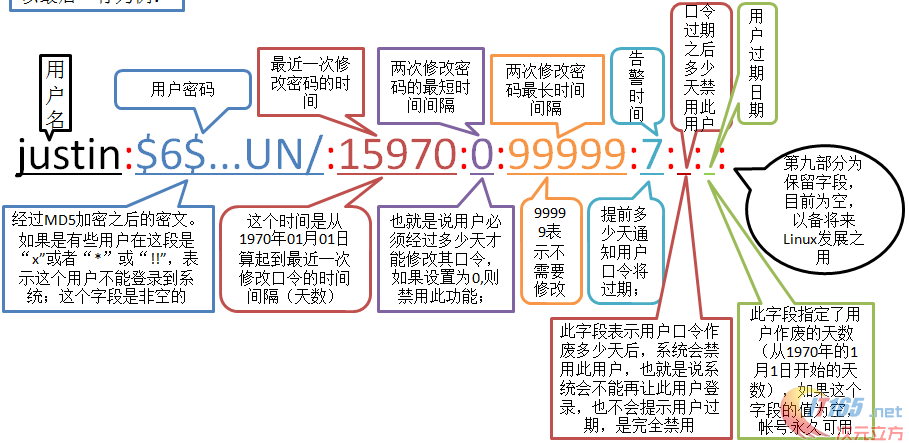 用户名
用户密码
最近一次修
改密码的时
间
两次修改密
码的最短时
间间隔
两次修改密
码最长时间
间隔
告警时间
口令
过期
之后
多少
天禁
用此
用户
用户过期日期
justin:$6$...UN/:15970:0:99999:7:::
经过MD5加密之后的密文。
如果是有些用户在这段是
“x”或者“*”或“!!”，表
示这个用户不能登录到系
统；这个字段是非空的
这个时间是从
1970年01月01日
算起到最近一次
修改口令的时间
间隔（天数）
也就是说用户必
须经过多少天才
能修改其口令，
如果设置为0,则
禁用此功能；
9999
9表
示不
需要
修改
提前多
少天通
知用户
口令将
过期；
第九部分为
保留字段，
目前为空，
以备将来
Linux发展之
用
此字段表示用户口令作
废多少天后，系统会禁
用此用户，也就是说系
统会不能再让此用户登
录，也不会提示用户过
期，是完全禁用
此字段指定了用
户作废的天数
（从1970年的1
月1日开始的天
数），如果这个
字段的值为空，
帐号永久可用
IT165.net